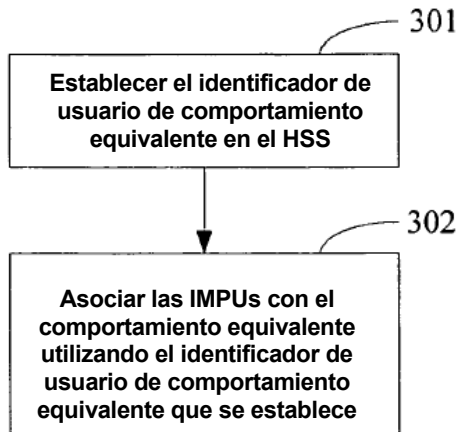 301
Establecer el identificador de
usuario de comportamiento
equivalente en el HSS
302
Asociar las IMPUs con el
comportamiento equivalente
utilizando el identificador de
usuario de comportamiento
equivalente que se establece